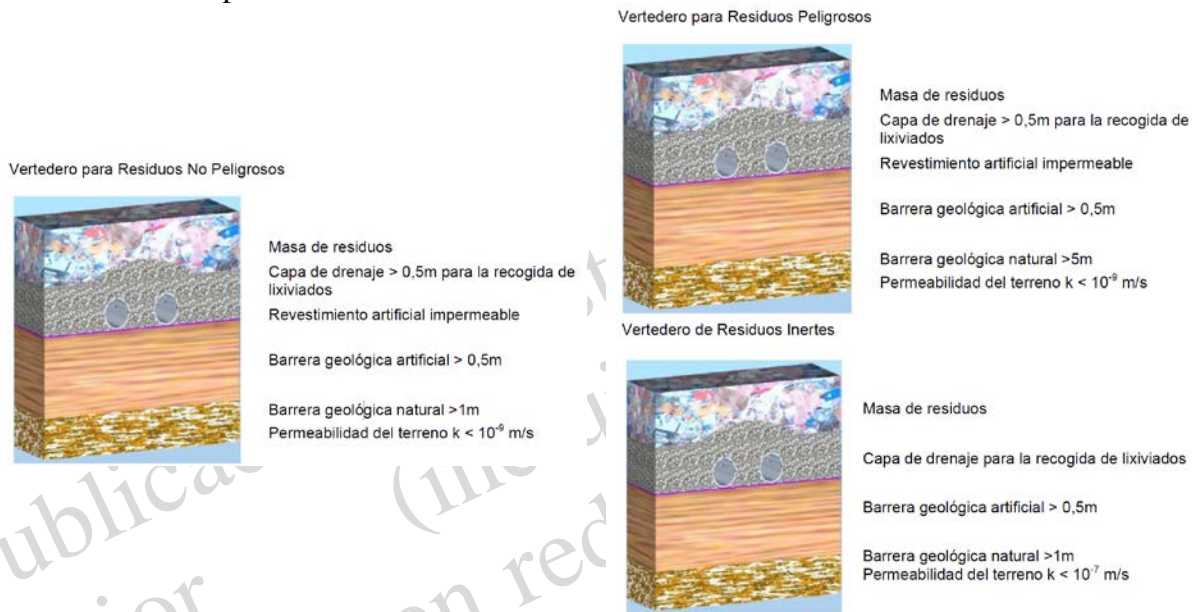 Vertedero para Residuos No Peligrosos
Masa de residuos
Capa de drenaje > 0,5m para la recogida de
lixiviados
Revestimiento artificial impermeable
Barrera geológica artificial > 0,5m
Barrera geológica natural >1m
Permeabilidad del terreno k < 10⁻⁹ m/s
Vertedero para Residuos Peligrosos
Masa de residuos
Capa de drenaje > 0,5m para la recogida de
lixiviados
Revestimiento artificial impermeable
Barrera geológica artificial > 0,5m
Barrera geológica natural >5m
Permeabilidad del terreno k < 10⁻⁹ m/s
Vertedero de Residuos Inertes
Masa de residuos
Capa de drenaje para la recogida de lixiviados
Barrera geológica artificial > 0,5m
Barrera geológica natural >1m
Permeabilidad del terreno k < 10⁻⁷ m/s